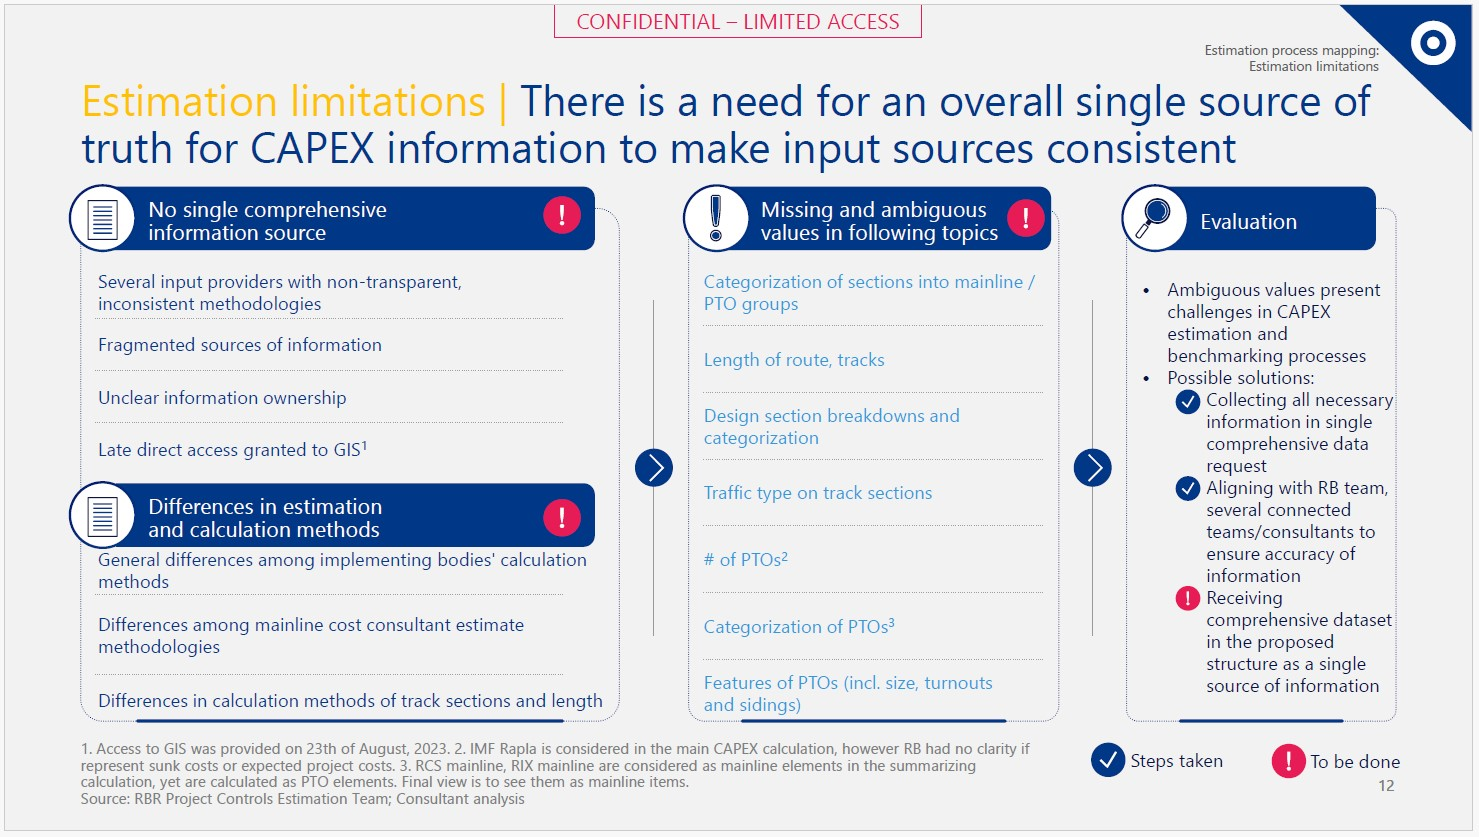 CONFIDENTIAL – LIMITED ACCESS
Estimation process mapping:
Estimation limitations
Estimation limitations | There is a need for an overall single source of
truth for CAPEX information to make input sources consistent
No single comprehensive
information source
!
Several input providers with non-transparent,
inconsistent methodologies
Fragmented sources of information
Unclear information ownership
Late direct access granted to GIS¹
Differences in estimation
and calculation methods
!
General differences among implementing bodies' calculation
methods
Differences among mainline cost consultant estimate
methodologies
Differences in calculation methods of track sections and length
Missing and ambiguous
values in following topics
!
Categorization of sections into mainline /
PTO groups
Length of route, tracks
Design section breakdowns and
categorization
Traffic type on track sections
# of PTOs²
Categorization of PTOs³
Features of PTOs (incl. size, turnouts
and sidings)
Evaluation
• Ambiguous values present
challenges in CAPEX
estimation and
benchmarking processes
• Possible solutions:
Collecting all necessary
information in single
comprehensive data
request
Aligning with RB team,
several connected
teams/consultants to
ensure accuracy of
information
! Receiving
comprehensive dataset
in the proposed
structure as a single
source of information
1. Access to GIS was provided on 23th of August, 2023. 2. IMF Rapla is considered in the main CAPEX calculation, however RB had no clarity if
represent sunk costs or expected project costs. 3. RCS mainline, RIX mainline are considered as mainline elements in the summarizing
calculation, yet are calculated as PTO elements. Final view is to see them as mainline items.
Source: RBR Project Controls Estimation Team; Consultant analysis
Steps taken
! To be done
12